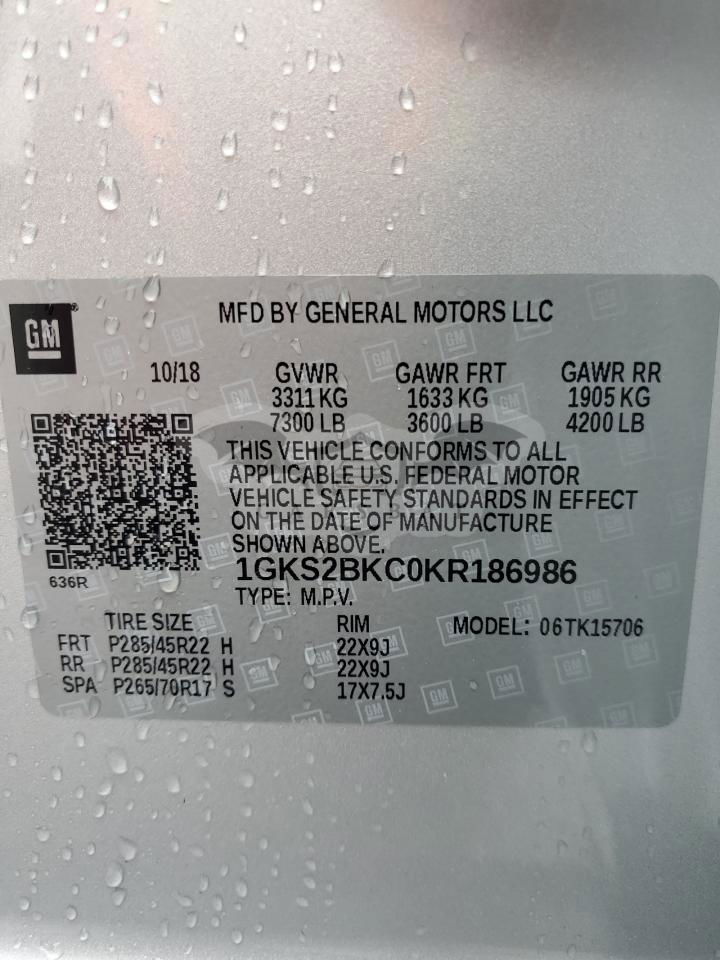 GM
MFD BY GENERAL MOTORS LLC
10/18 GVWR GAWR FRT GAWR RR
3311 KG 1633 KG 1905 KG
7300 LB 3600 LB 4200 LB
THIS VEHICLE CONFORMS TO ALL
APPLICABLE U.S. FEDERAL MOTOR
VEHICLE SAFETY STANDARDS IN EFFECT
ON THE DATE OF MANUFACTURE
SHOWN ABOVE.
636R
1GKS2BKC0KR186986
TYPE: M.P.V.
TIRE SIZE RIM MODEL: 06TK15706
FRT P285/45R22 H 22X9J
RR P285/45R22 H 22X9J
SPA P265/70R17 S 17X7.5J